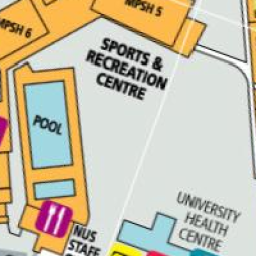 MPSH 5
MPSH 6
SPORTS &
RECREATION
CENTRE
POOL
UNIVERSITY
HEALTH
CENTRE
NUS
STAFF